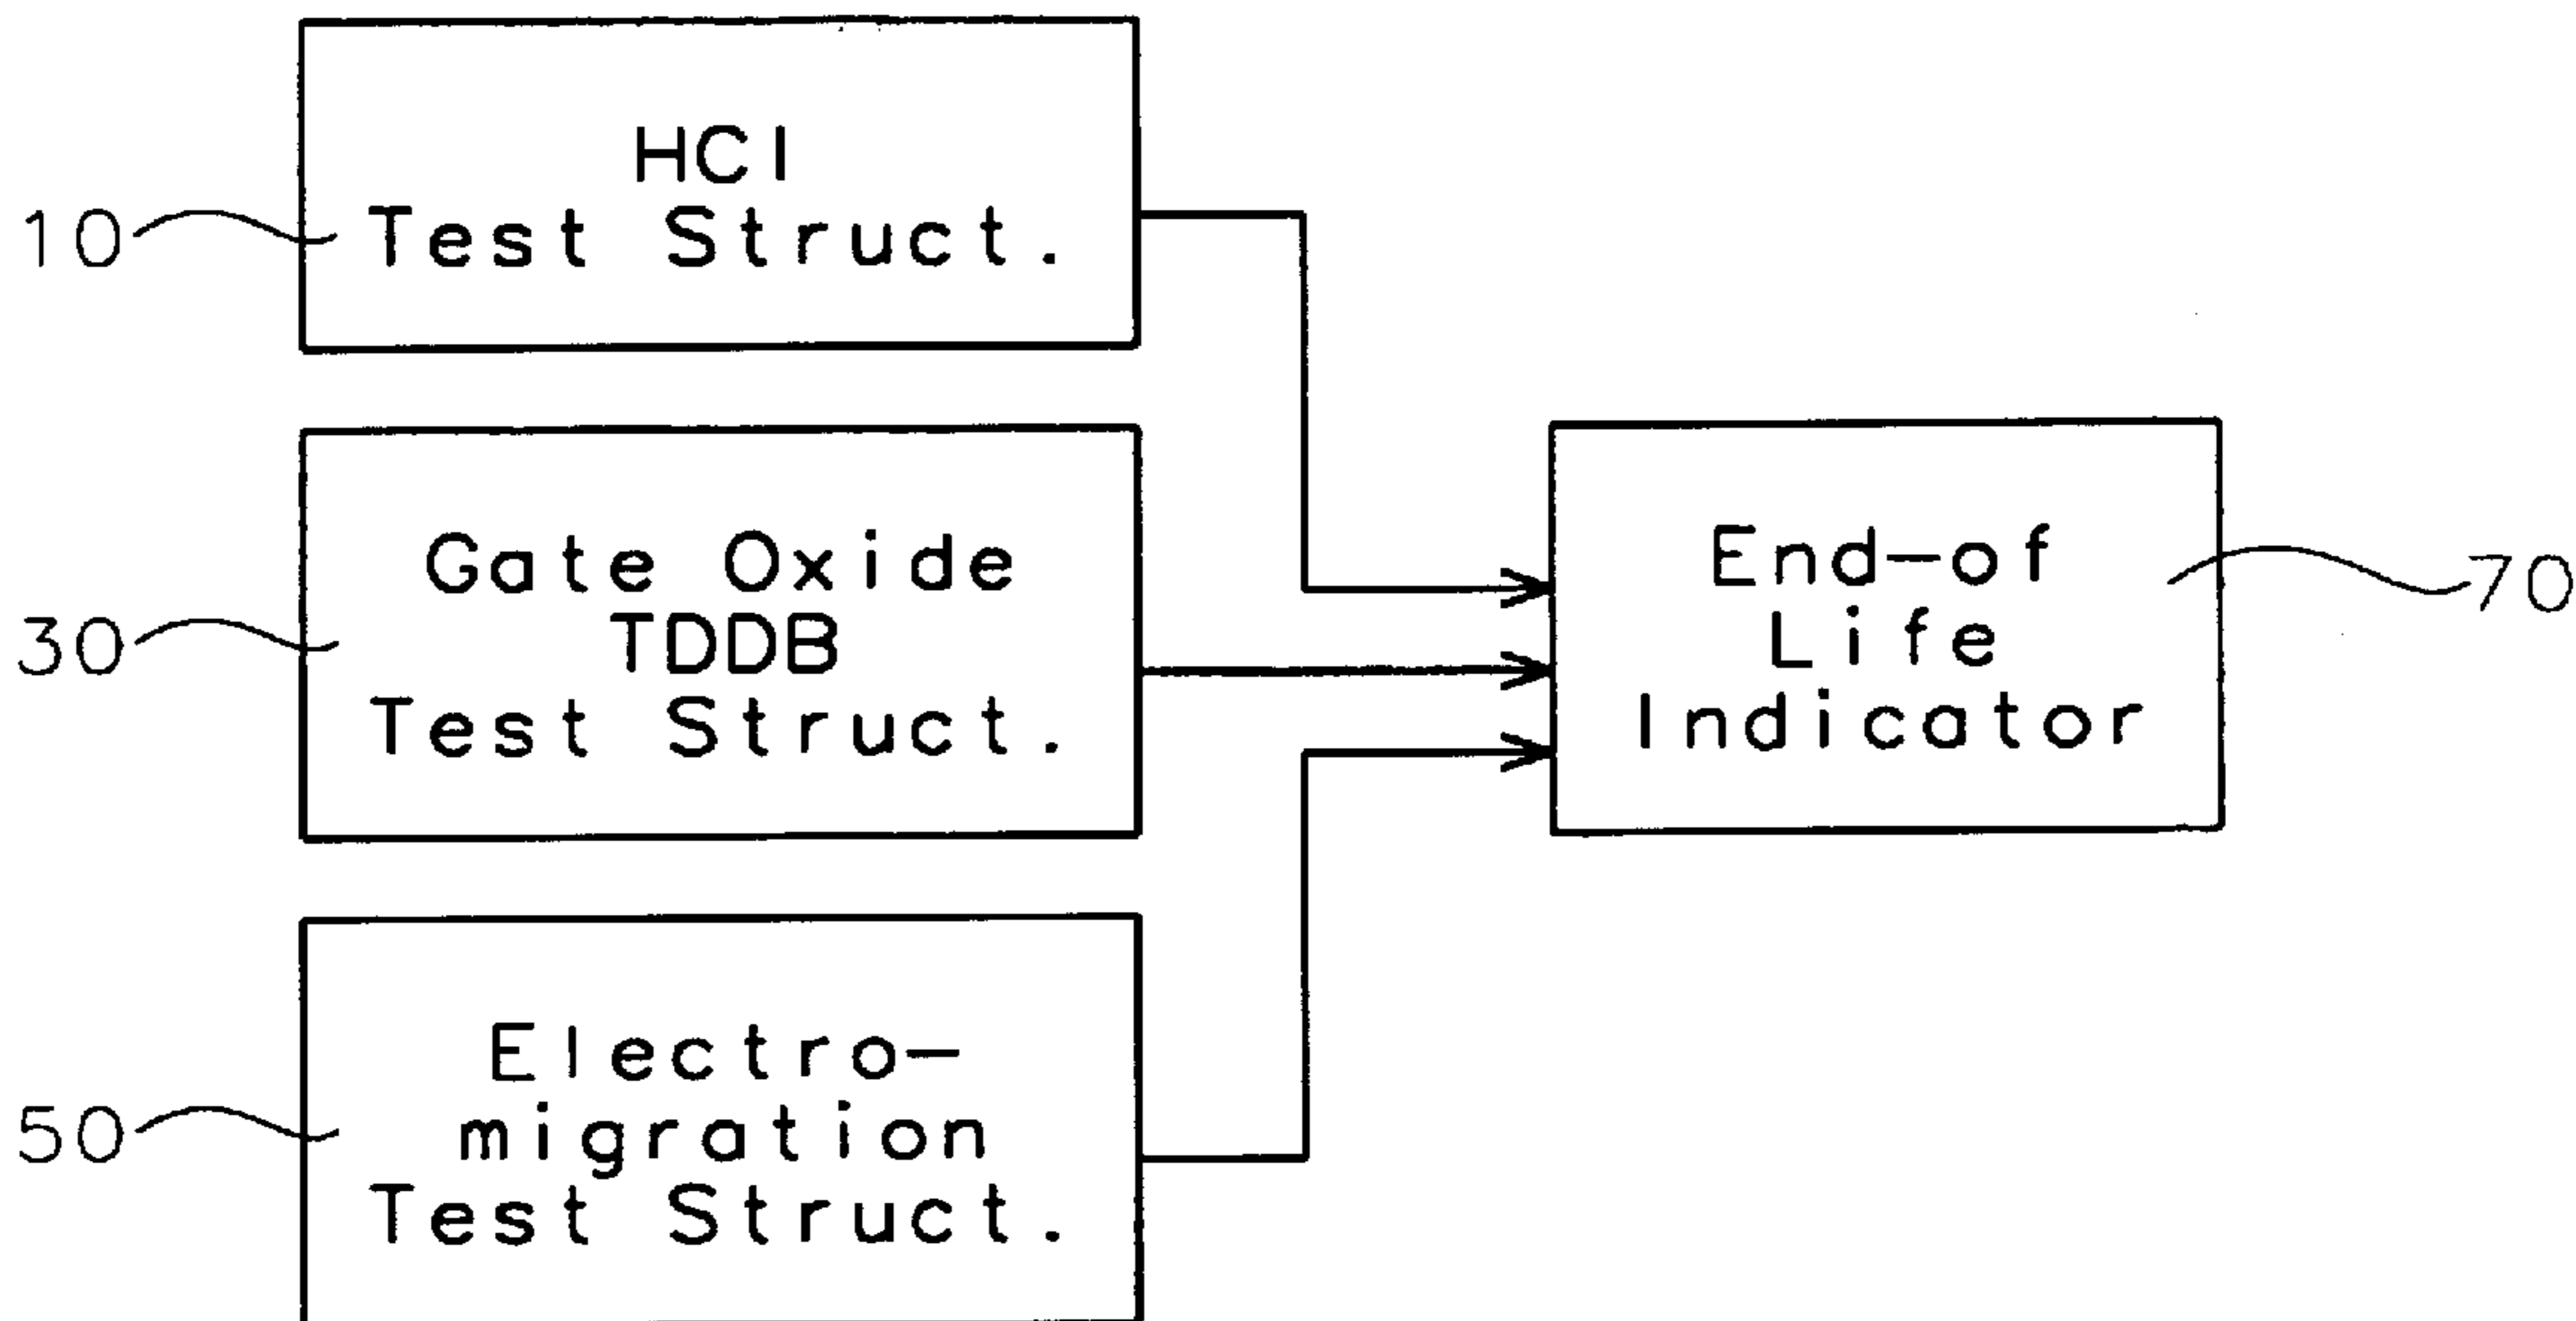 HCI
Test Struct.
10
Gate Oxide
TDDB
Test Struct.
30
Electro-
migration
Test Struct.
50
End-of
Life
Indicator
70